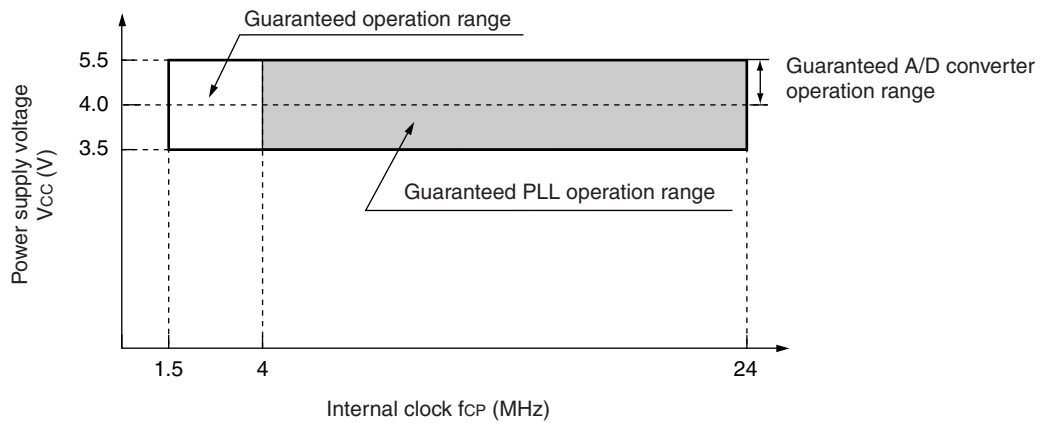 Guaranteed operation range
5.5
4.0
3.5
Power supply voltage
VCC (V)
Guaranteed A/D converter
operation range
Guaranteed PLL operation range
1.5
4
24
Internal clock fCP (MHz)